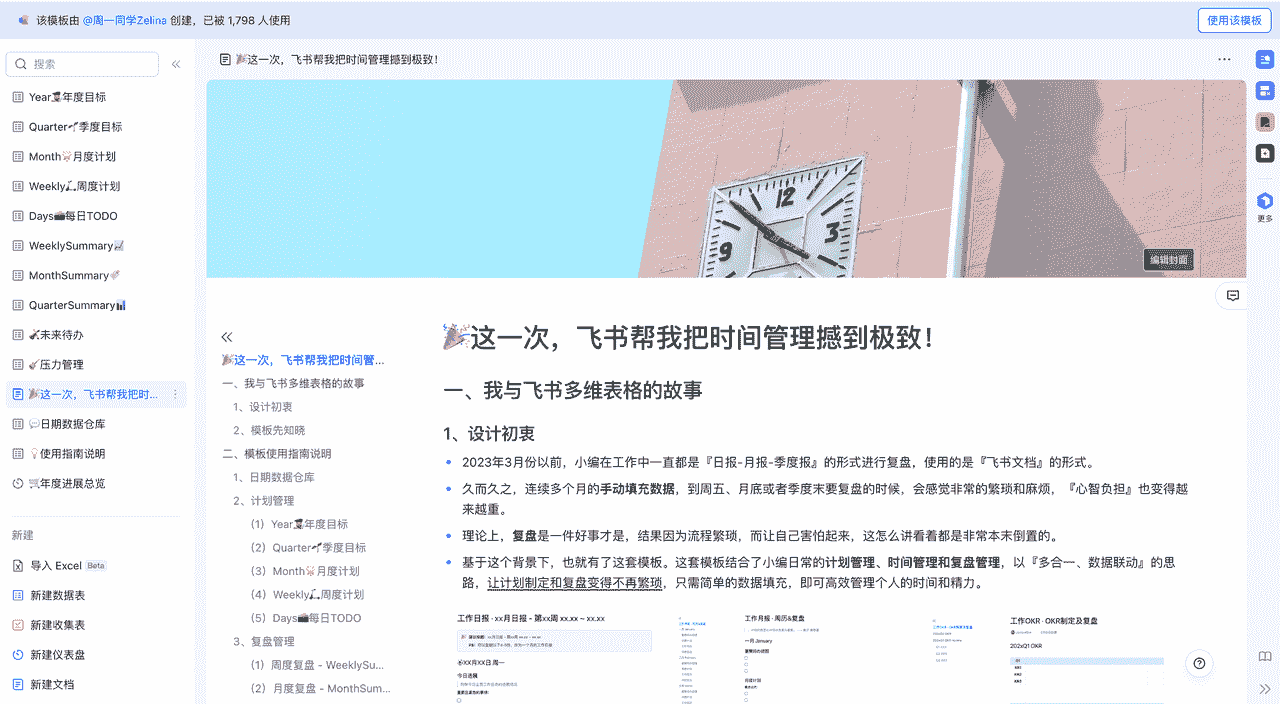 该模板由 @周一同学Zelina 创建，已被 1,798 人使用
使用该模板
搜索
Year年度目标
Quarter季度目标
Month月度计划
Weekly周度计划
Days每日TODO
WeeklySummary
MonthSummary
QuarterSummary
未来待办
压力管理
🎉这一次，飞书帮我把时...
日期数据仓库
使用指南说明
年度进展总览
新建
导入 Excel Beta
新建数据表
新建收集表
新建仪表盘
新建文档
🎉这一次，飞书帮我把时间管理撼到极致！
12
9
3
编辑封面
更多
🎉这一次，飞书帮我把时间管...
一、我与飞书多维表格的故事
1、设计初衷
2、模板先知晓
二、模板使用指南说明
1、日期数据仓库
2、计划管理
（1）Year年度目标
（2）Quarter季度目标
（3）Month月度计划
（4）Weekly周度计划
（5）Days每日TODO
3、复盘管理
（1）周度复盘 - WeeklySu...
（2）月度复盘 - MonthSum...
🎉这一次，飞书帮我把时间管理撼到极致！
一、我与飞书多维表格的故事
1、设计初衷
2023年3月份以前，小编在工作中一直都是『日报-月报-季度报』的形式进行复盘，使用的是『飞书文档』的形式。
久而久之，连续多个月的手动填充数据，到周五、月底或者季度末要复盘的时候，会感觉非常的繁琐和麻烦，『心智负担』也变得越
来越重。
理论上，复盘是一件好事才是，结果因为流程繁琐，而让自己害怕起来，这怎么讲看着都是非常本末倒置的。
基于这个背景下，也就有了这套模板。这套模板结合了小编日常的计划管理、时间管理和复盘管理，以『多合一、数据联动』的思
路，让计划制定和复盘变得不再繁琐，只需简单的数据填充，即可高效管理个人的时间和精力。
工作日报 · xx月日报 - 第xx周 xx.xx ~ xx.xx
⊕XX月XX日 周一
今日进展
工作月报 · 周历&复盘
一月 January
月度计划
工作OKR · OKR制定及复盘
202xQ1 OKR